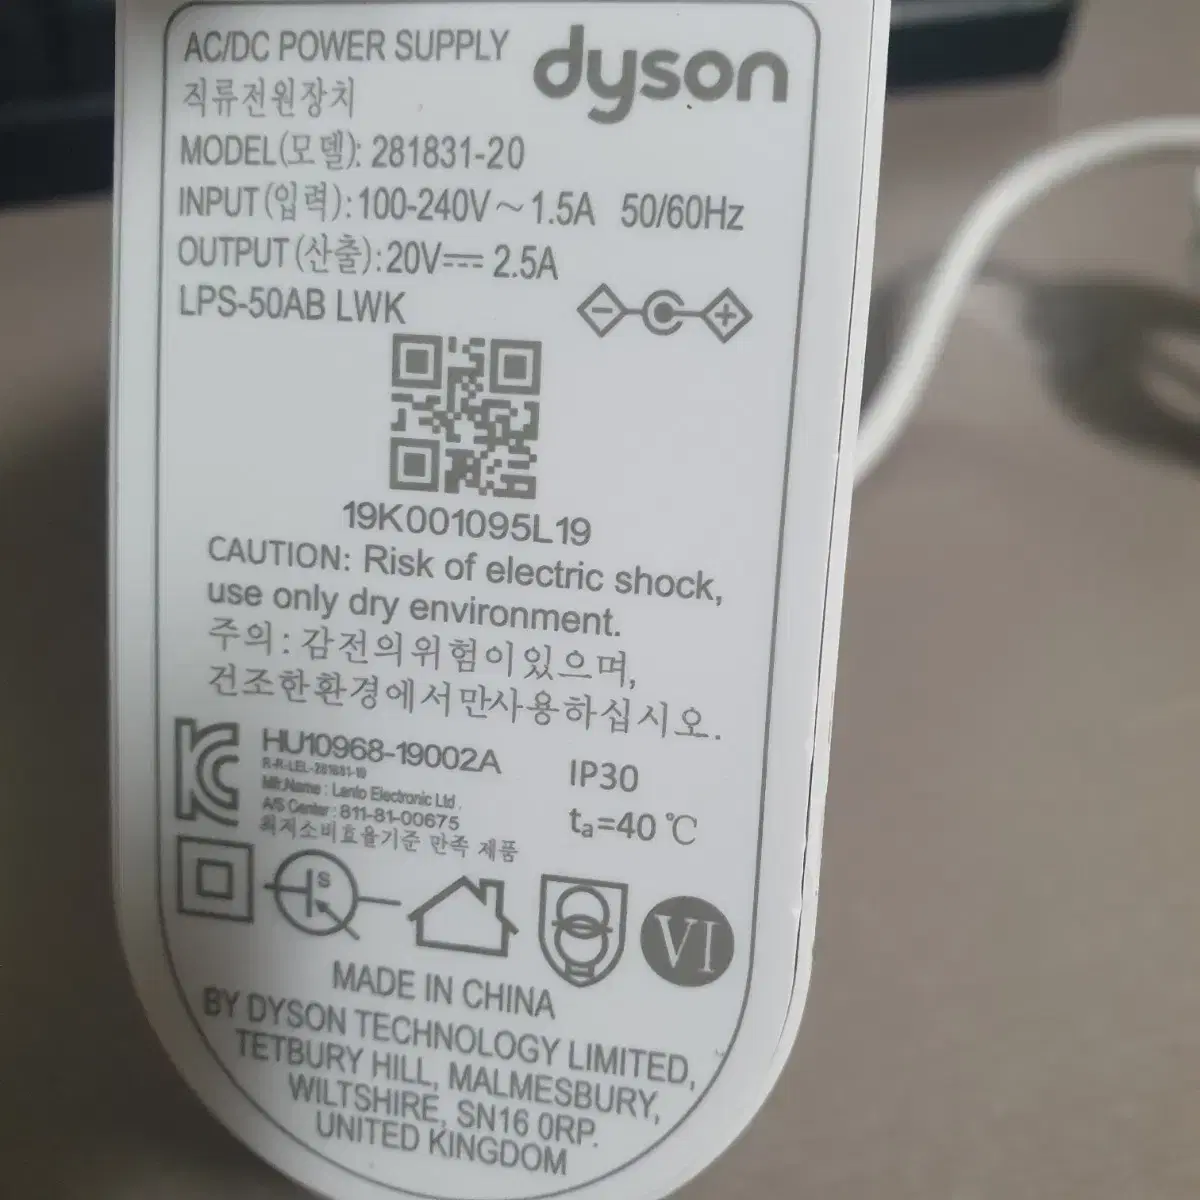 AC/DC POWER SUPPLY
dyson
직류전원장치
MODEL(모델): 281831-20
INPUT(입력): 100-240V ~ 1.5A 50/60Hz
OUTPUT(산출): 20V⎓ 2.5A
LPS-50AB LWK
19K001095L19
CAUTION: Risk of electric shock,
use only dry environment.
주의: 감전의위험이있으며,
건조한환경에서만사용하십시오.
HU10968-19002A
IP30
Mfr.Name : Lento Electronic Ltd.
A/S Center : 811-81-00675
ta=40 ℃
최저소비효율기준 만족 제품
S
VI
MADE IN CHINA
BY DYSON TECHNOLOGY LIMITED,
TETBURY HILL, MALMESBURY,
WILTSHIRE, SN16 0RP.
UNITED KINGDOM